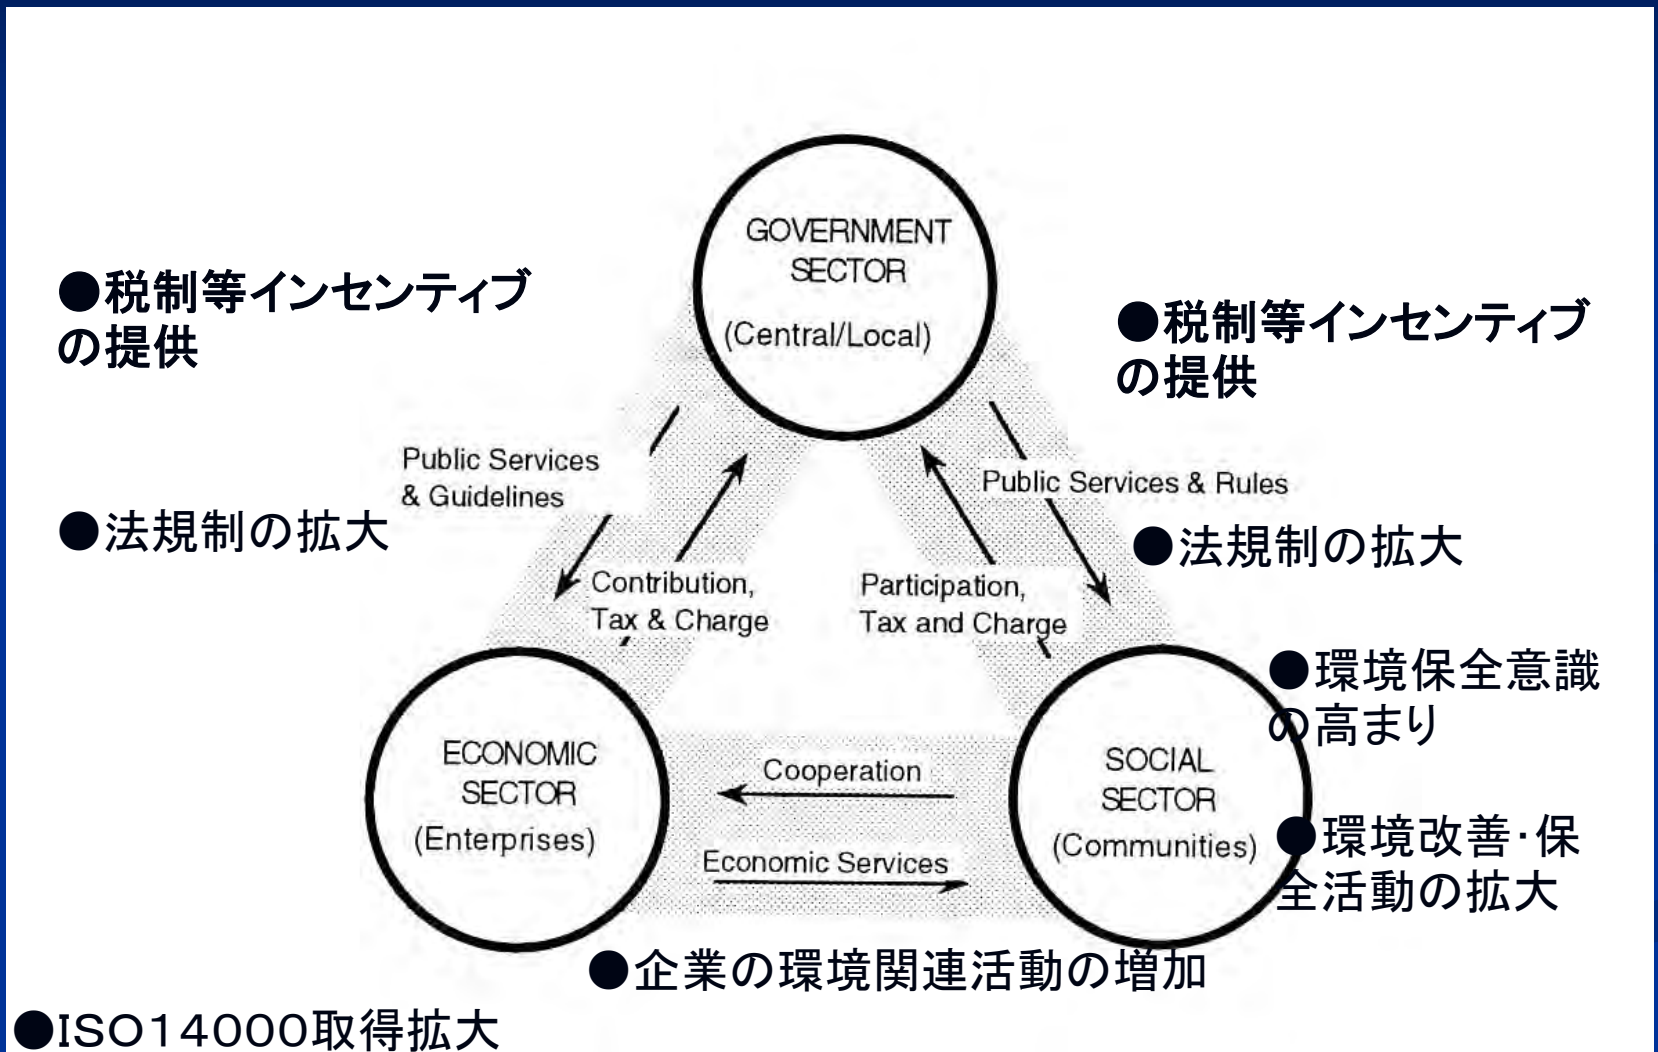 GOVERNMENT
SECTOR
(Central/Local)
●税制等インセンティブ
の提供
●税制等インセンティブ
の提供
Public Services
& Guidelines
Public Services & Rules
●法規制の拡大
●法規制の拡大
Contribution,
Tax & Charge
Participation,
Tax and Charge
●環境保全意識
の高まり
ECONOMIC
SECTOR
(Enterprises)
Cooperation
Economic Services
SOCIAL
SECTOR
(Communities)
●環境改善・保
全活動の拡大
●企業の環境関連活動の増加
●ISO14000取得拡大